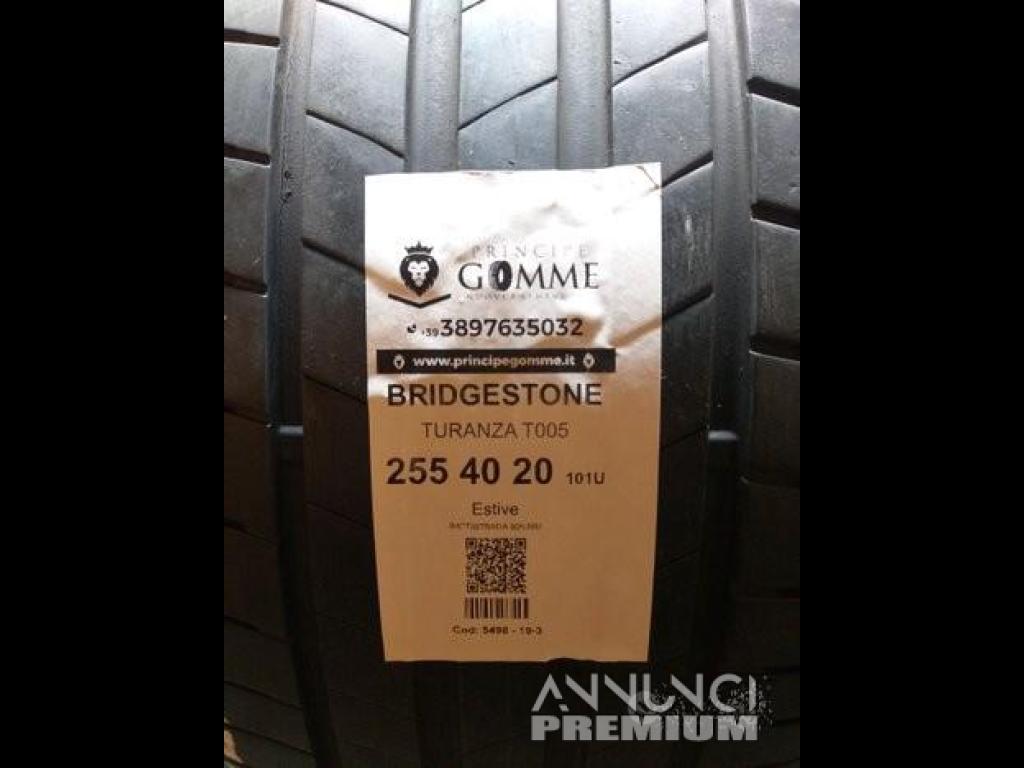 PRINCIPE
GOMME
+39 3897635032
www.principegomme.it
BRIDGESTONE
TURANZA T005
255 40 20 101U
Estive
Cod: 5498 - 19-3
ANNUNCI
PREMIUM